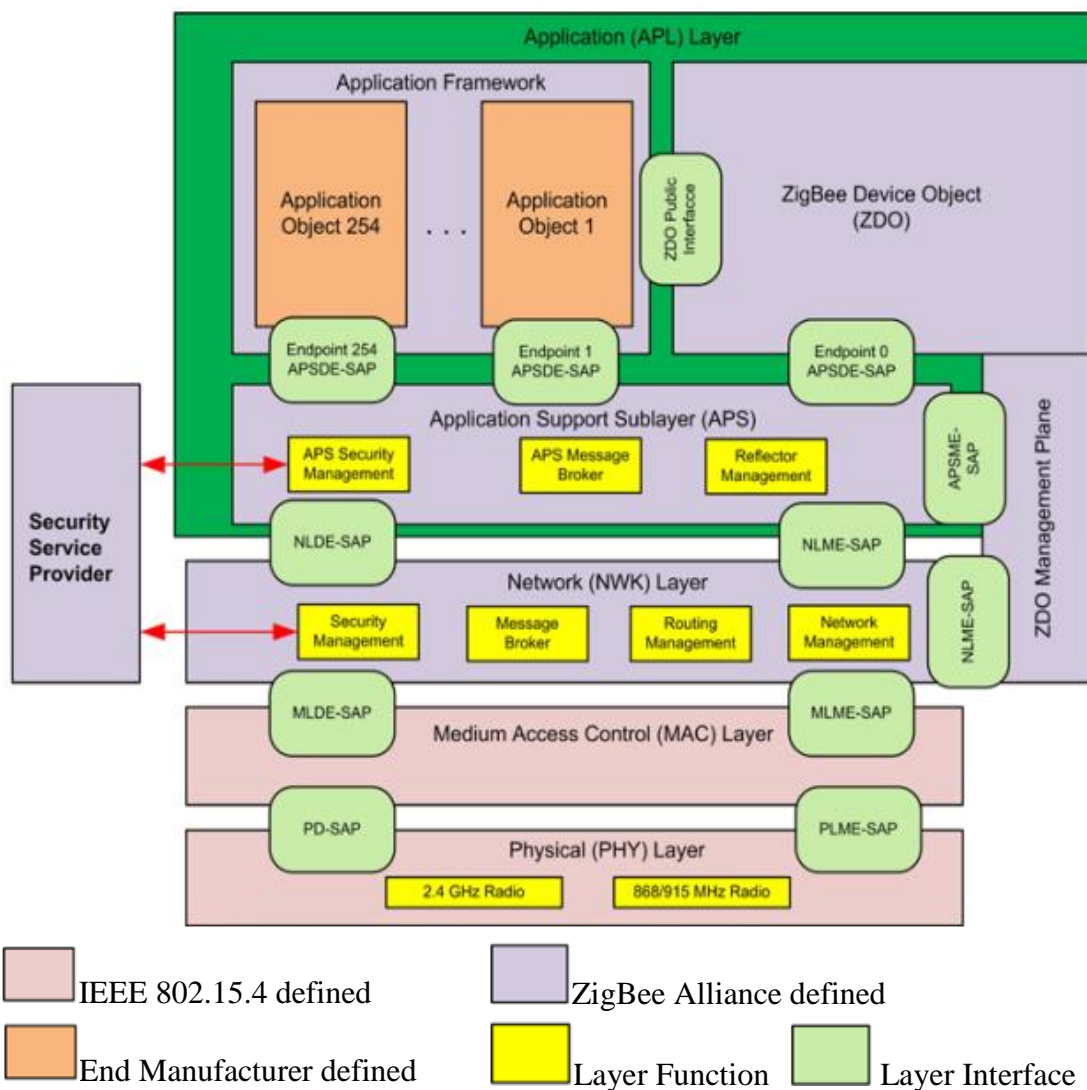 Application (APL) Layer
Application Framework
Application
Object 254
. . .
Application
Object 1
ZDO Public
Interfacce
ZigBee Device Object
(ZDO)
Endpoint 254
APSDE-SAP
Endpoint 1
APSDE-SAP
Endpoint 0
APSDE-SAP
Application Support Sublayer (APS)
APS Security
Management
APS Message
Broker
Reflector
Management
APSME-
SAP
ZDO Management Plane
Security
Service
Provider
NLDE-SAP
NLME-SAP
Network (NWK) Layer
Security
Management
Message
Broker
Routing
Management
Network
Management
NLME-SAP
MLDE-SAP
MLME-SAP
Medium Access Control (MAC) Layer
PD-SAP
PLME-SAP
Physical (PHY) Layer
2.4 GHz Radio
868/915 MHz Radio
IEEE 802.15.4 defined
ZigBee Alliance defined
End Manufacturer defined
Layer Function
Layer Interface